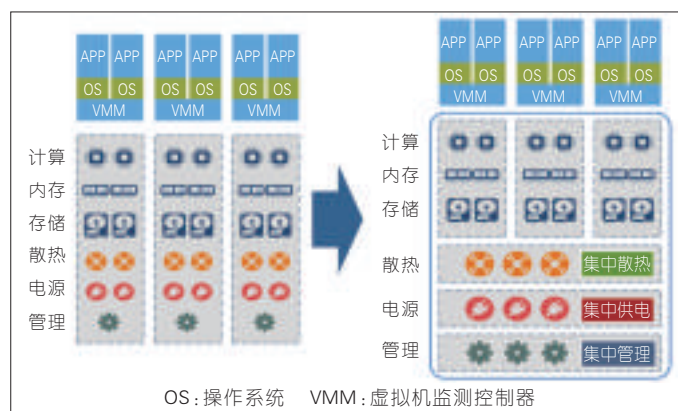 APP APP APP APP APP APP
OS OS OS OS OS OS
VMM VMM VMM
计算
内存
存储
散热
电源
管理
APP APP APP APP APP APP
OS OS OS OS OS OS
VMM VMM VMM
计算
内存
存储
散热 集中散热
电源 集中供电
管理 集中管理
OS:操作系统 VMM:虚拟机监测控制器